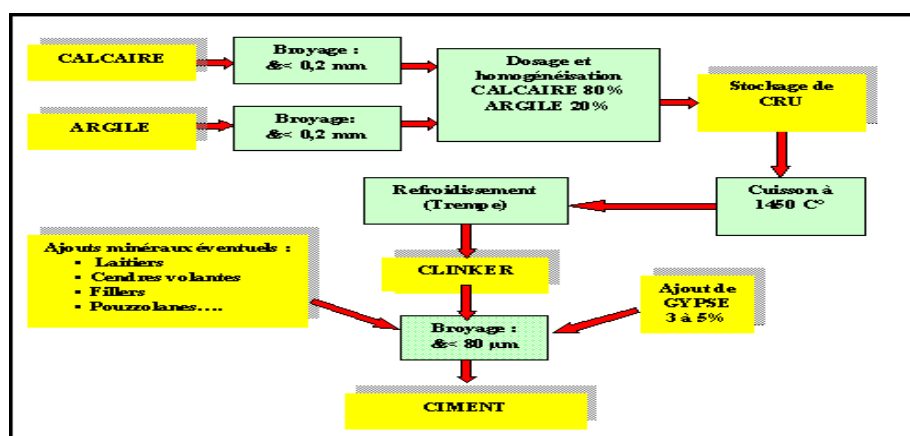 CALCAIRE
Broyage :
&< 0,2 mm
Dosage et
homogénéisation
CALCAIRE 80%
ARGILE 20%
Stockage de
CRU
ARGILE
Broyage:
&< 0,2 mm
Refroidissement
(Trempe)
Cuisson à
1450 C°
Ajouts minéraux éventuels :
▪ Laitiers
▪ Cendres volantes
▪ Fillers
▪ Pouzzolanes….
CLINKER
Ajout de
GYPSE
3 à 5%
Broyage :
&< 80 µm
CIMENT